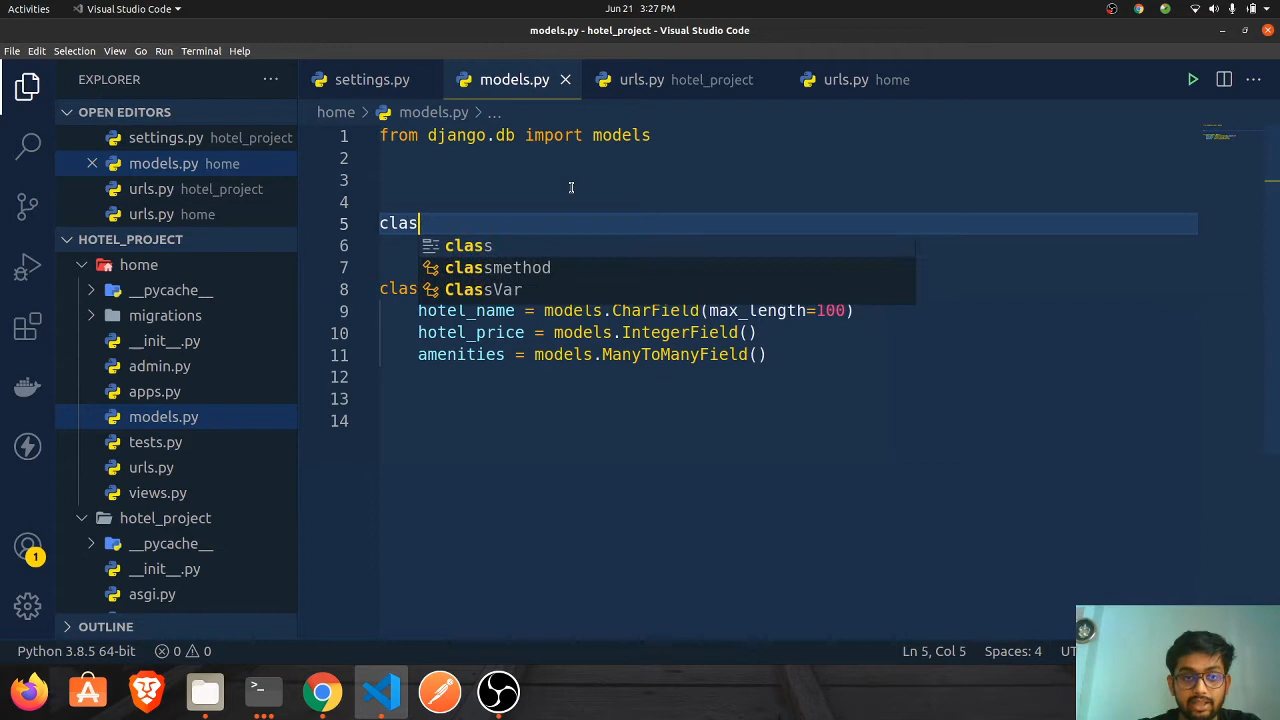 Activities
Visual Studio Code
Jun 21 3:27 PM
models.py - hotel_project - Visual Studio Code
File Edit Selection View Go Run Terminal Help
EXPLORER
settings.py
models.py
urls.py hotel_project
urls.py home
OPEN EDITORS
settings.py hotel_project
models.py home
urls.py hotel_project
urls.py home
HOTEL_PROJECT
home
__pycache__
migrations
__init__.py
admin.py
apps.py
models.py
tests.py
urls.py
views.py
hotel_project
__pycache__
__init__.py
asgi.py
OUTLINE
home > models.py > ...
1 from django.db import models
2
3
4
5 clas
class
classmethod
ClassVar
6
7
8 clas
9 hotel_name = models.CharField(max_length=100)
10 hotel_price = models.IntegerField()
11 amenities = models.ManyToManyField()
12
13
14
1
Python 3.8.5 64-bit
0 0
Ln 5, Col 5
Spaces: 4